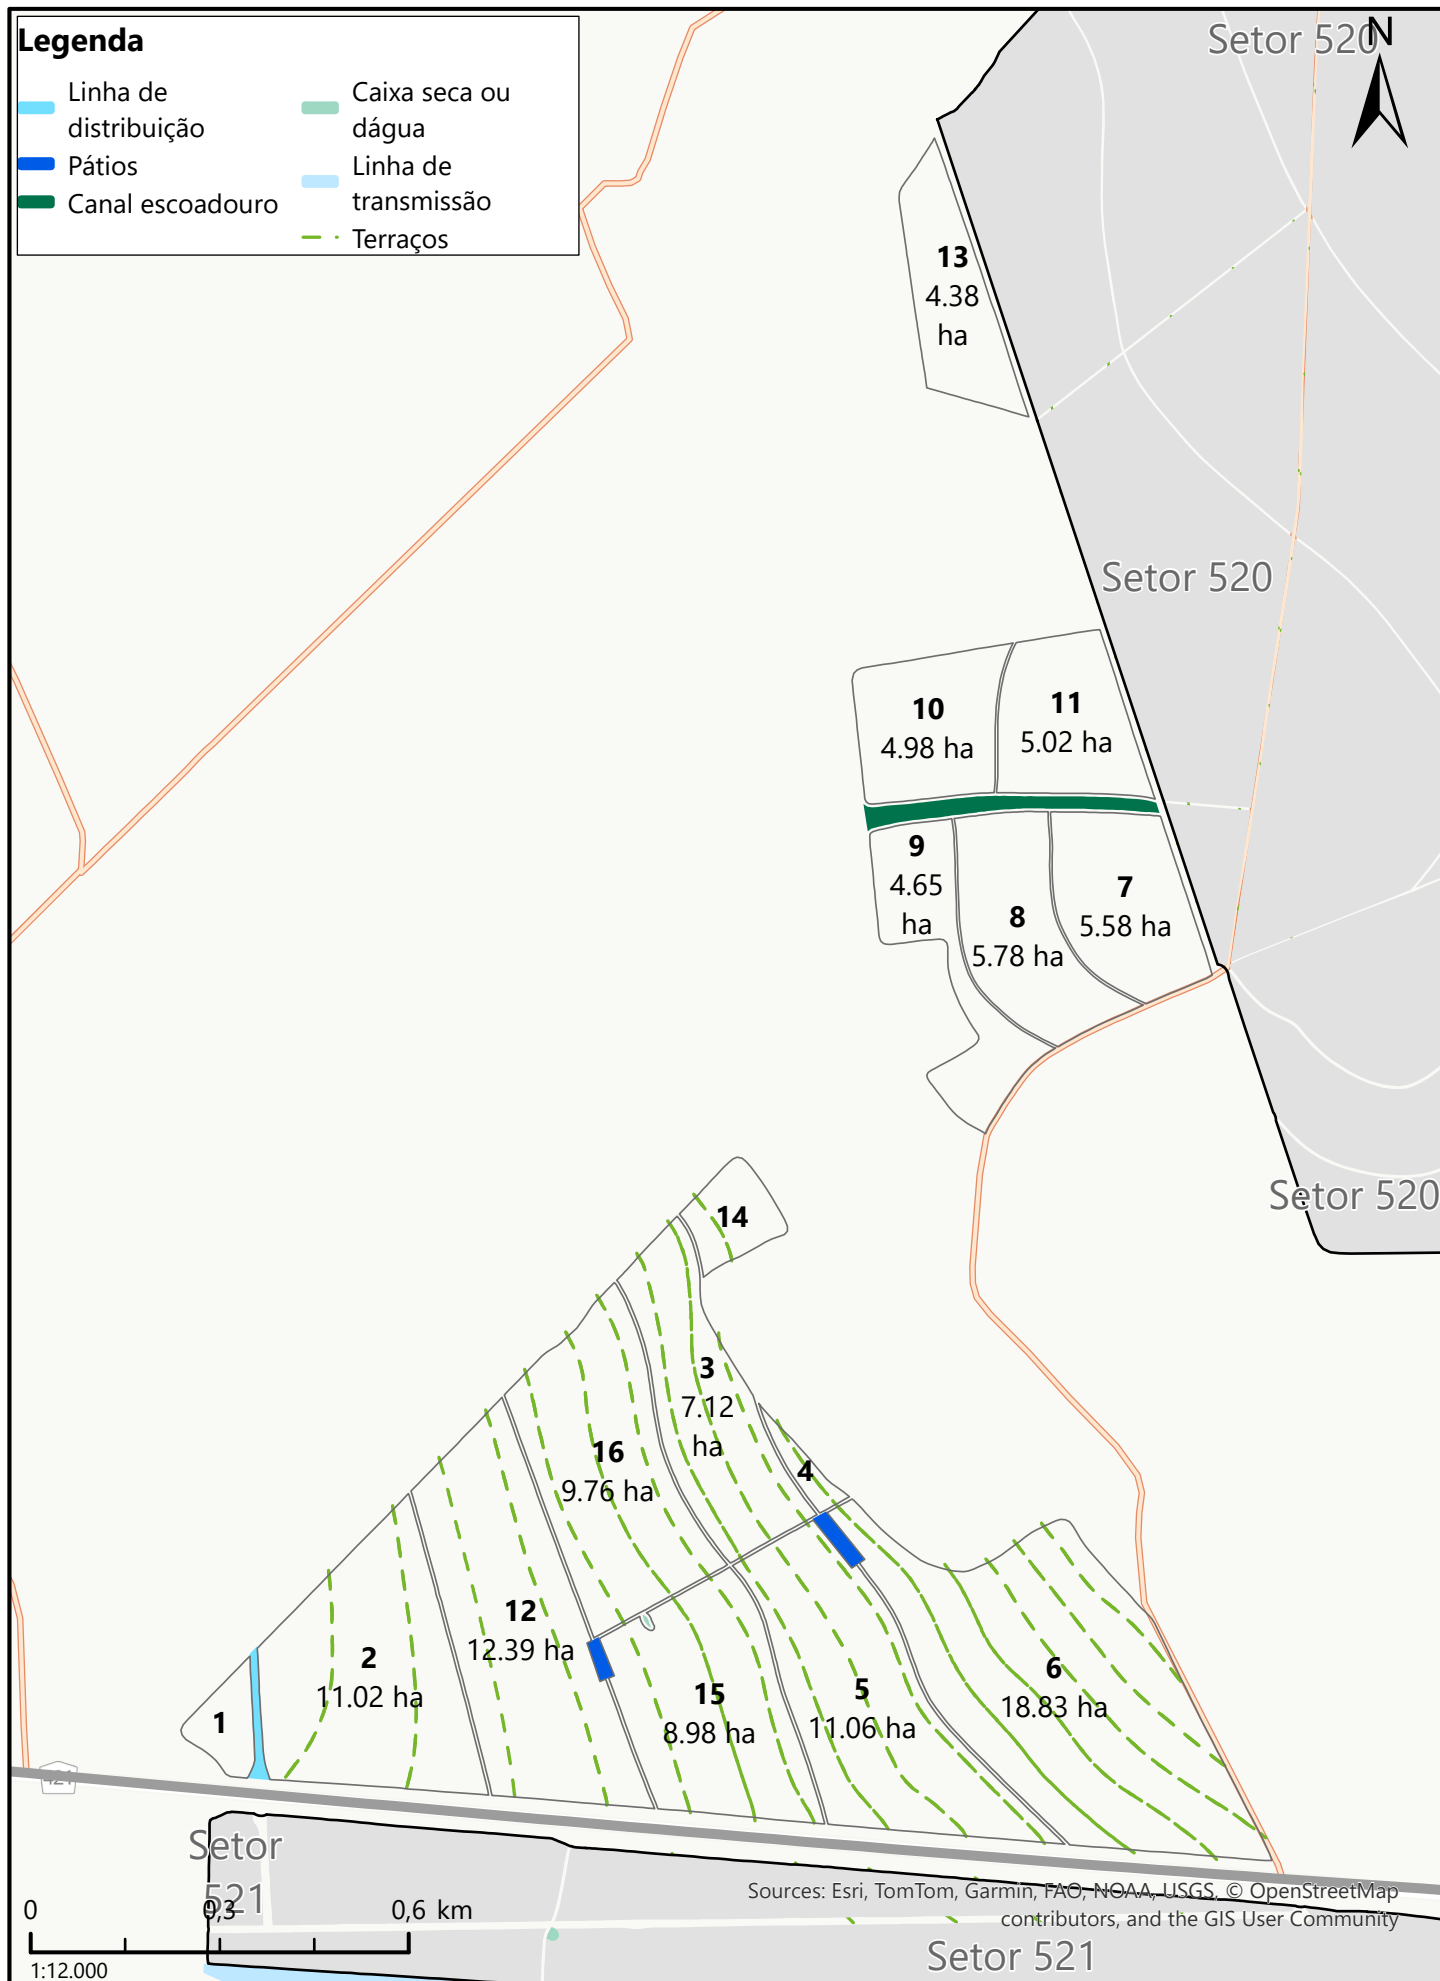 Legenda
Linha de
distribuição
Pátios
Canal escoadouro
Caixa seca ou
dágua
Linha de
transmissão
Terraços
Setor 520
N
13
4.38
ha
Setor 520
10
4.98 ha
11
5.02 ha
9
4.65
ha
8
5.78 ha
7
5.58 ha
Setor 520
14
3
7.12
ha
16
9.76 ha
4
12
12.39 ha
2
11.02 ha
1
15
8.98 ha
5
11.06 ha
6
18.83 ha
421
Setor
521
0 0,3 0,6 km
1:12.000
Sources: Esri, TomTom, Garmin, FAO, NOAA, USGS, © OpenStreetMap
contributors, and the GIS User Community
Setor 521